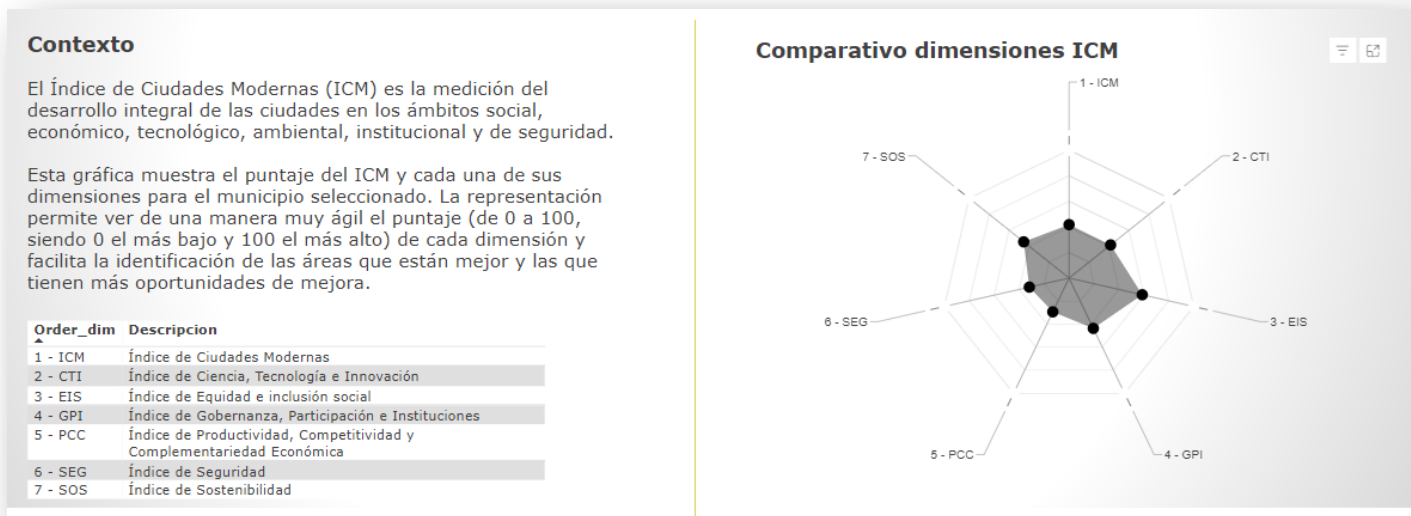 Contexto
El Índice de Ciudades Modernas (ICM) es la medición del
desarrollo integral de las ciudades en los ámbitos social,
económico, tecnológico, ambiental, institucional y de seguridad.
Esta gráfica muestra el puntaje del ICM y cada una de sus
dimensiones para el municipio seleccionado. La representación
permite ver de una manera muy ágil el puntaje (de 0 a 100,
siendo 0 el más bajo y 100 el más alto) de cada dimensión y
facilita la identificación de las áreas que están mejor y las que
tienen más oportunidades de mejora.
Order_dim Descripcion
1 - ICM Índice de Ciudades Modernas
2 - CTI Índice de Ciencia, Tecnología e Innovación
3 - EIS Índice de Equidad e inclusión social
4 - GPI Índice de Gobernanza, Participación e Instituciones
5 - PCC Índice de Productividad, Competitividad y
Complementariedad Económica
6 - SEG Índice de Seguridad
7 - SOS Índice de Sostenibilidad
Comparativo dimensiones ICM
1 - ICM
2 - CTI
3 - EIS
4 - GPI
5 - PCC
6 - SEG
7 - SOS